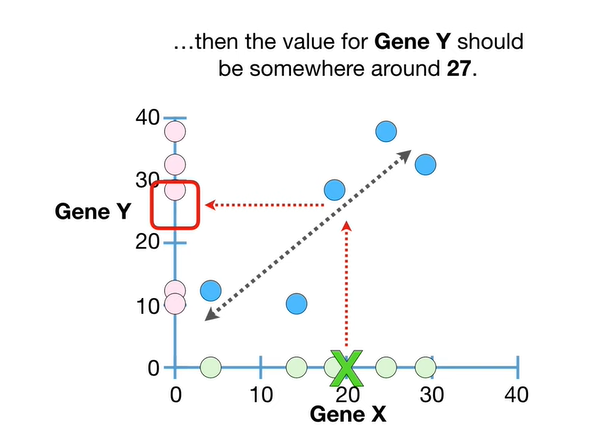 …then the value for Gene Y should
be somewhere around 27.
40
30
Gene Y
20
10
0
0 10 20 30 40
Gene X